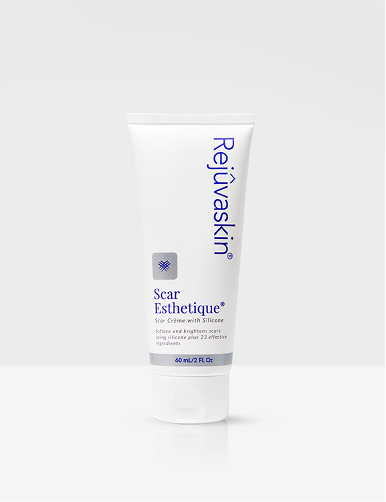 Rejûvaskin®
Scar
Esthetique®
Scar Crème with Silicone
Softens and brightens scars
using silicone plus 23 effective
ingredients.
60 mL/2 FL Oz